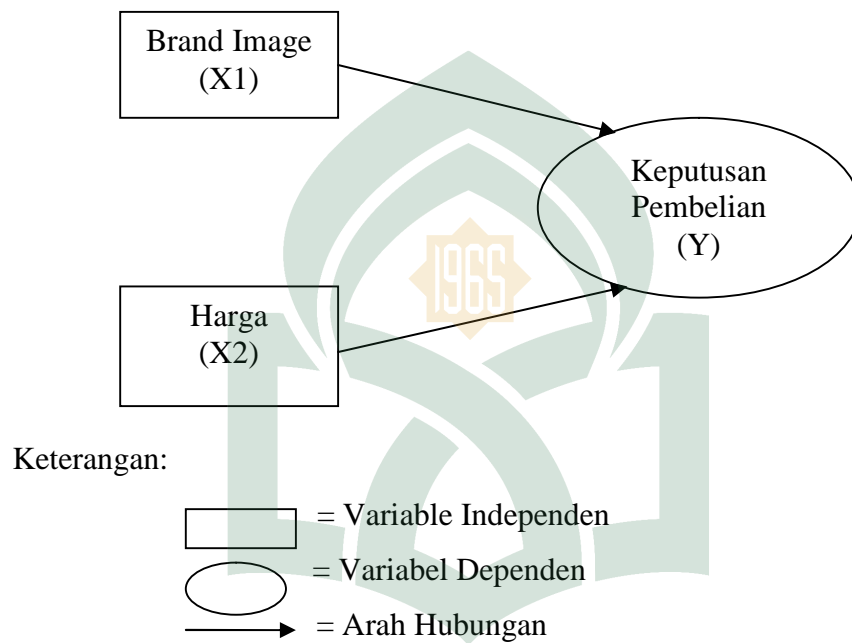 Brand Image
(X1)
Keputusan
Pembelian
(Y)
1965
Harga
(X2)
Keterangan:
= Variable Independen
= Variabel Dependen
= Arah Hubungan